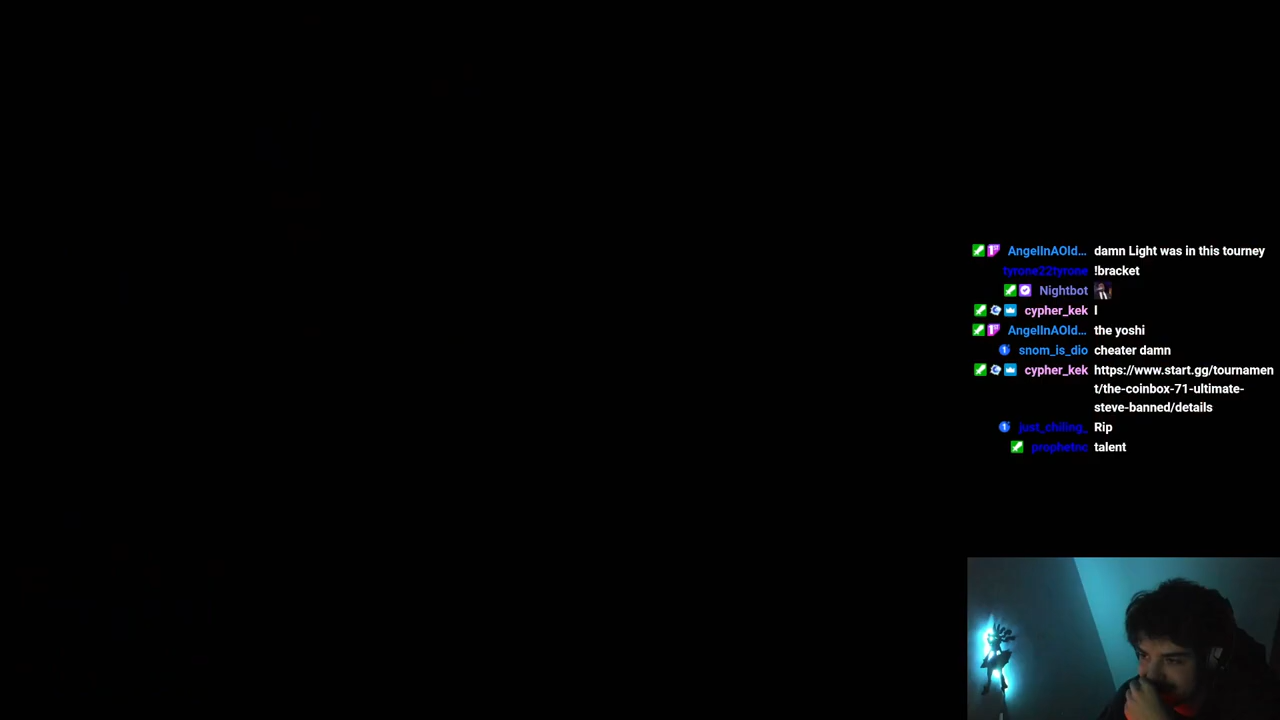 AngelInAOld... damn Light was in this tourney
tyrone22tyrone !bracket
Nightbot
cypher_kek I
AngelInAOld... the yoshi
snom_is_dio cheater damn
cypher_kek https://www.start.gg/tournamen
t/the-coinbox-71-ultimate-
steve-banned/details
just_chiling_ Rip
prophetnc talent